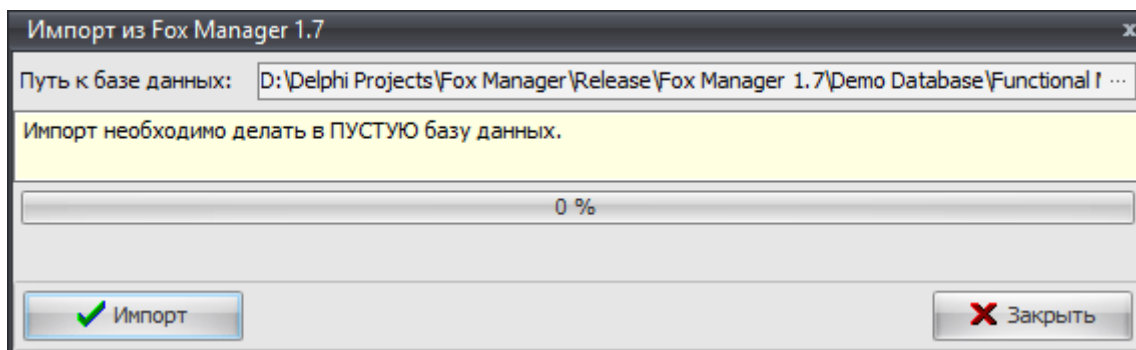 Импорт из Fox Manager 1.7
x
Путь к базе данных: D:\Delphi Projects\Fox Manager\Release\Fox Manager 1.7\Demo Database\Functional ...
Импорт необходимо делать в ПУСТУЮ базу данных.
0 %
Импорт Закрыть